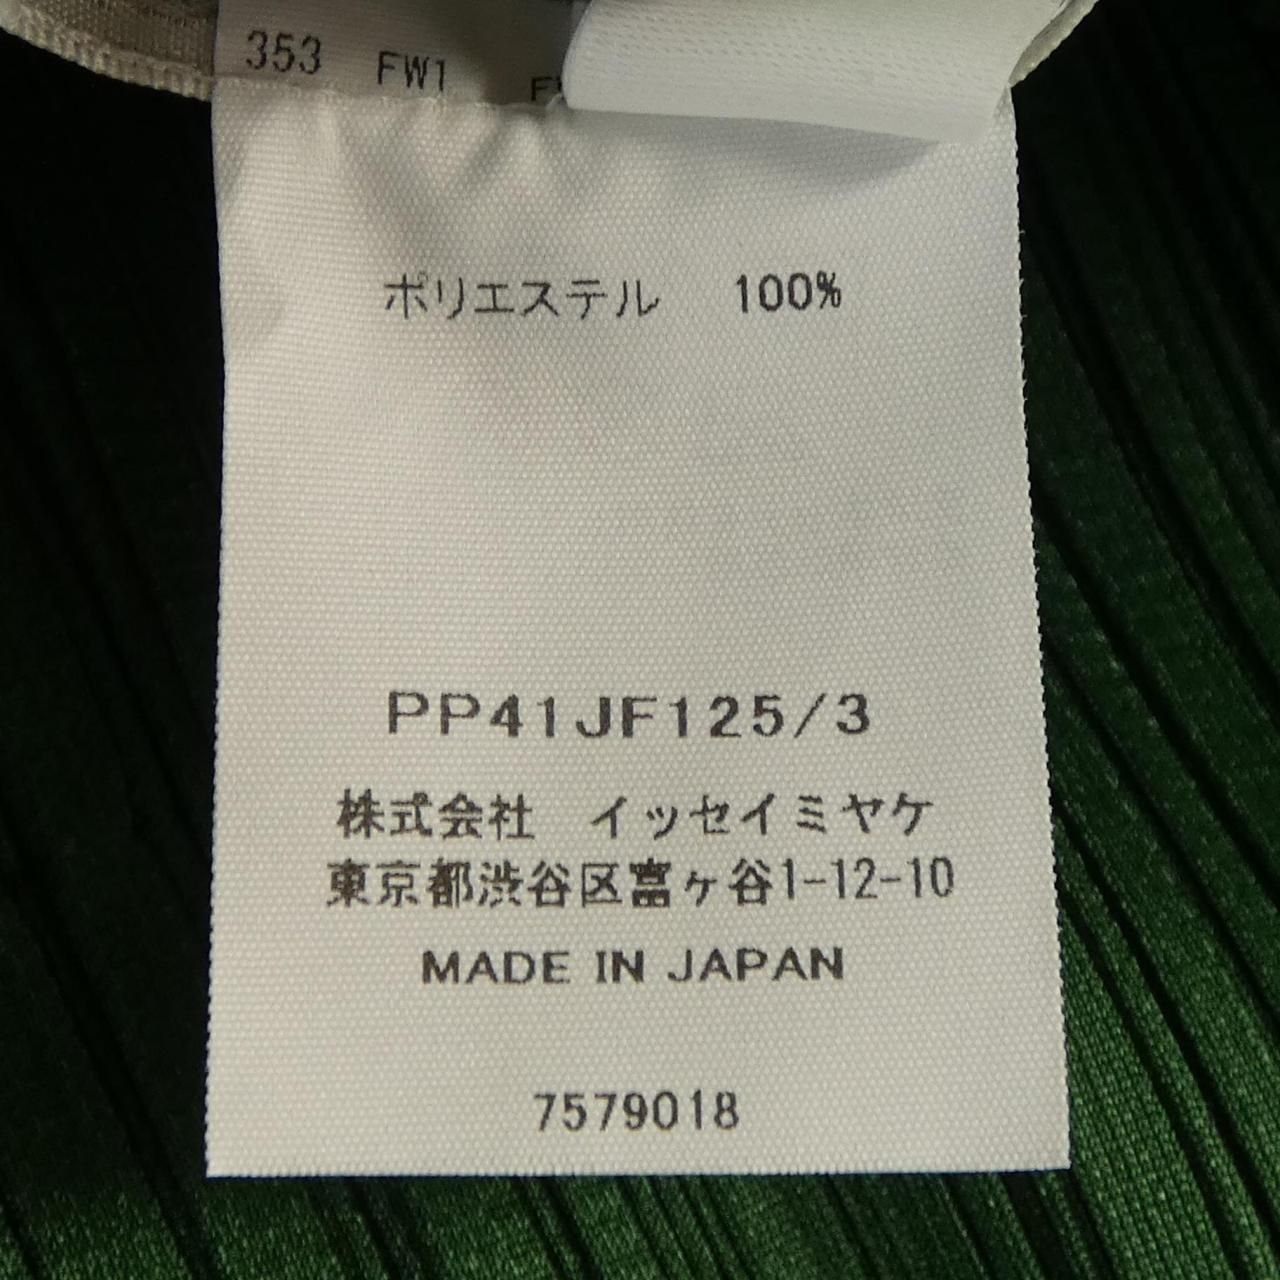 353 FW1
ポリエステル 100%
PP41JF125/3
株式会社 イッセイミヤケ
東京都渋谷区富ヶ谷1-12-10
MADE IN JAPAN
7579018